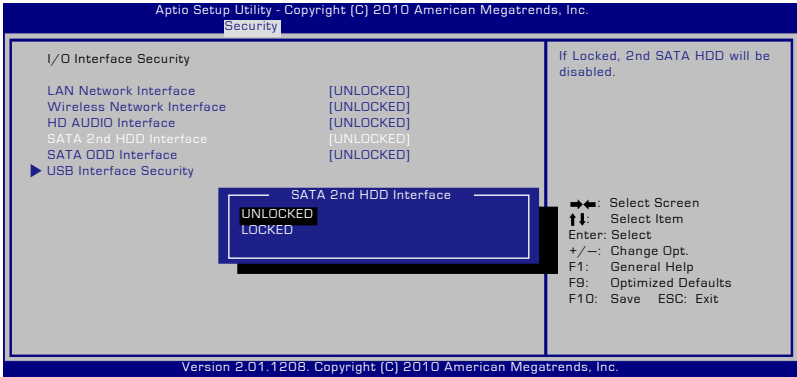 Aptio Setup Utility - Copyright (C) 2010 American Megatrends, Inc.
Security
I/O Interface Security
LAN Network Interface [UNLOCKED]
Wireless Network Interface [UNLOCKED]
HD AUDIO Interface [UNLOCKED]
SATA 2nd HDD Interface [UNLOCKED]
SATA ODD Interface [UNLOCKED]
USB Interface Security
SATA 2nd HDD Interface
UNLOCKED
LOCKED
If Locked, 2nd SATA HDD will be
disabled.
→←: Select Screen
↑↓: Select Item
Enter: Select
+/—: Change Opt.
F1: General Help
F9: Optimized Defaults
F10: Save ESC: Exit
Version 2.01.1208. Copyright (C) 2010 American Megatrends, Inc.